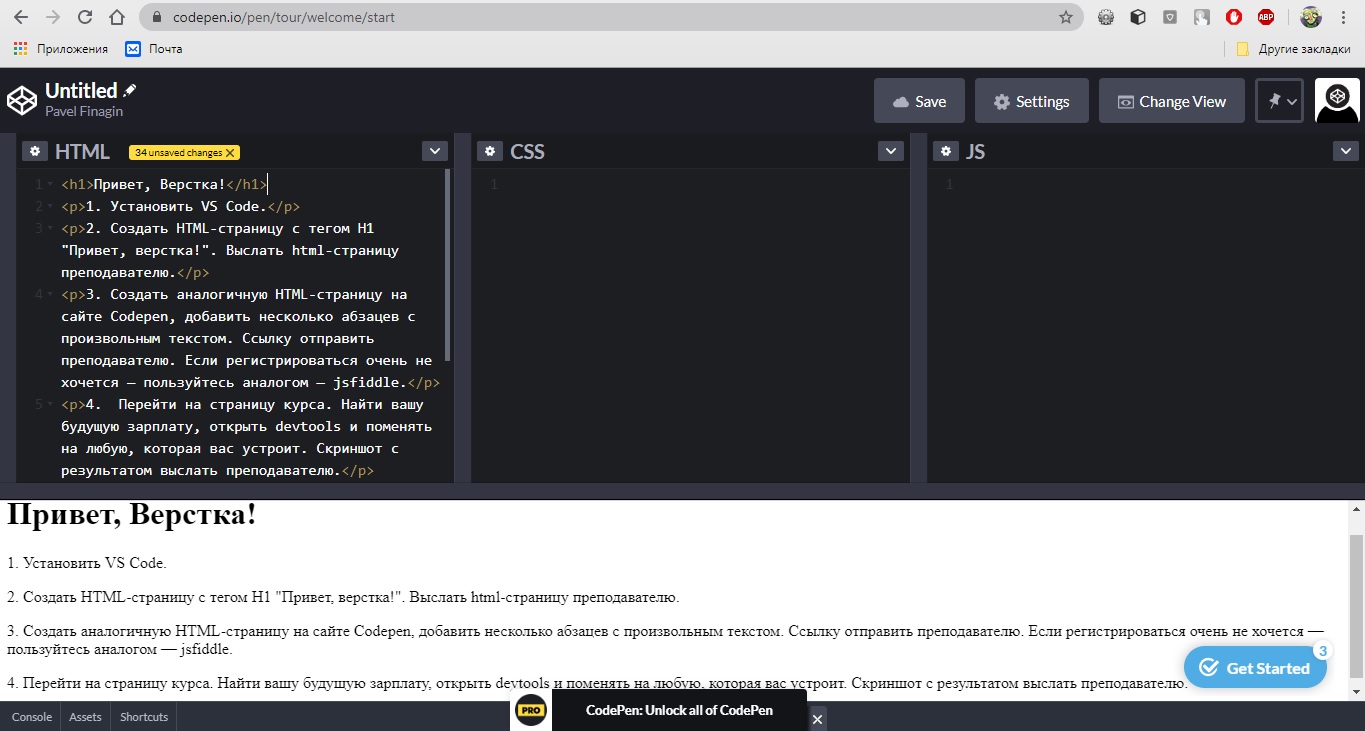 codepen.io/pen/tour/welcome/start
Приложения
Почта
Другие закладки
ABP
Untitled
Pavel Finagin
Save
Settings
Change View
HTML
34 unsaved changes X
CSS
JS
1 <h1>Привет, Верстка!</h1>
2 <p>1. Установить VS Code.</p>
3 <p>2. Создать HTML-страницу с тегом H1
"Привет, верстка!". Выслать html-страницу
преподавателю.</p>
4 <p>3. Создать аналогичную HTML-страницу на
сайте Codepen, добавить несколько абзацев с
произвольным текстом. Ссылку отправить
преподавателю. Если регистрироваться очень не
хочется — пользуйтесь аналогом — jsfiddle.</p>
5 <p>4.  Перейти на страницу курса. Найти вашу
будущую зарплату, открыть devtools и поменять
на любую, которая вас устроит. Скриншот с
результатом выслать преподавателю.</p>
1
1
Привет, Верстка!
1. Установить VS Code.
2. Создать HTML-страницу с тегом H1 "Привет, верстка!". Выслать html-страницу преподавателю.
3. Создать аналогичную HTML-страницу на сайте Codepen, добавить несколько абзацев с произвольным текстом. Ссылку отправить преподавателю. Если регистрироваться очень не хочется —
пользуйтесь аналогом — jsfiddle.
4. Перейти на страницу курса. Найти вашу будущую зарплату, открыть devtools и поменять на любую, которая вас устроит. Скриншот с результатом выслать преподавателю.
Get Started
3
Console
Assets
Shortcuts
PRO
CodePen: Unlock all of CodePen